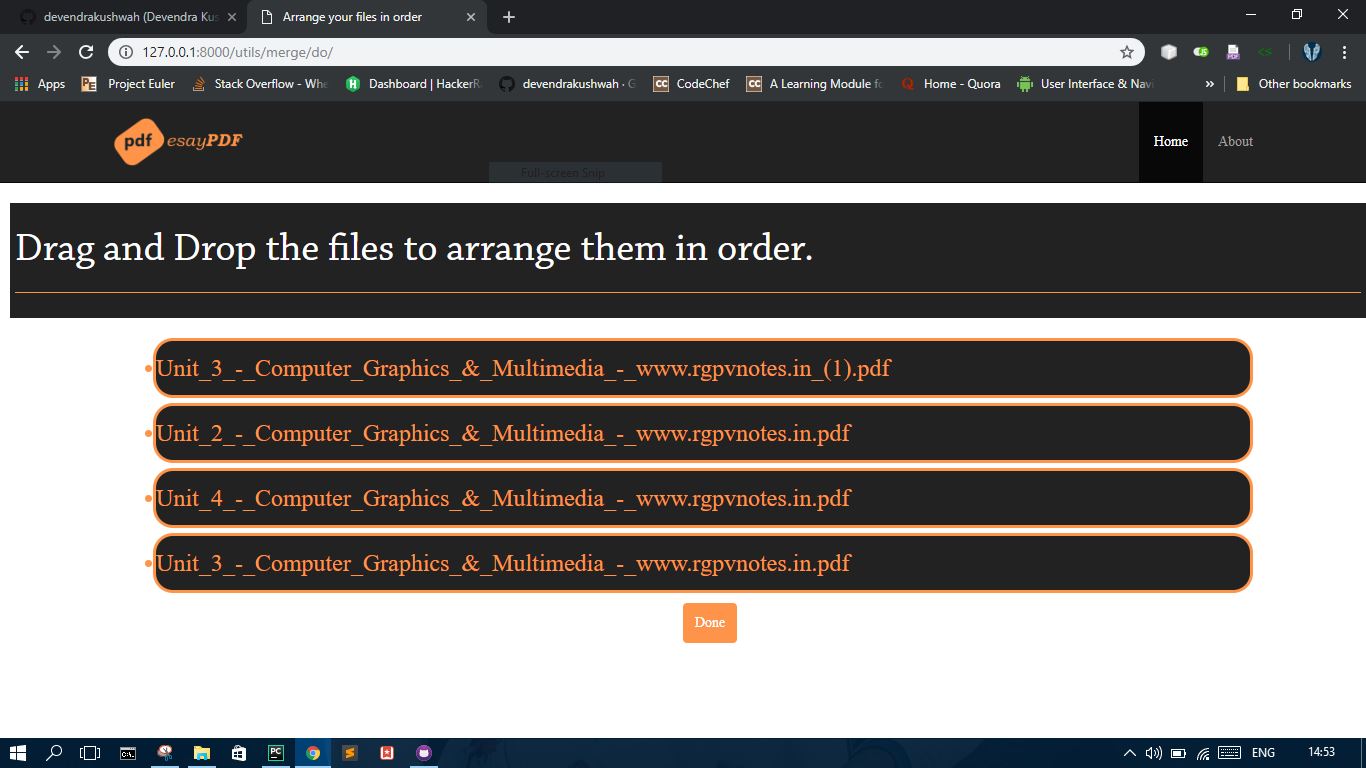 devendrakushwah (Devendra Kus
Arrange your files in order
127.0.0.1:8000/utils/merge/do/
Apps
PE Project Euler
Stack Overflow - Whe
H Dashboard | HackerR
devendrakushwah · G
CC CodeChef
CC A Learning Module fo
Q Home - Quora
User Interface & Navi
» Other bookmarks
pdf esayPDF
Home
About
Full-screen Snip
Drag and Drop the files to arrange them in order.
Unit_3_-_Computer_Graphics_&_Multimedia_-_www.rgpvnotes.in_(1).pdf
Unit_2_-_Computer_Graphics_&_Multimedia_-_www.rgpvnotes.in.pdf
Unit_4_-_Computer_Graphics_&_Multimedia_-_www.rgpvnotes.in.pdf
Unit_3_-_Computer_Graphics_&_Multimedia_-_www.rgpvnotes.in.pdf
Done
PC
ENG
14:53